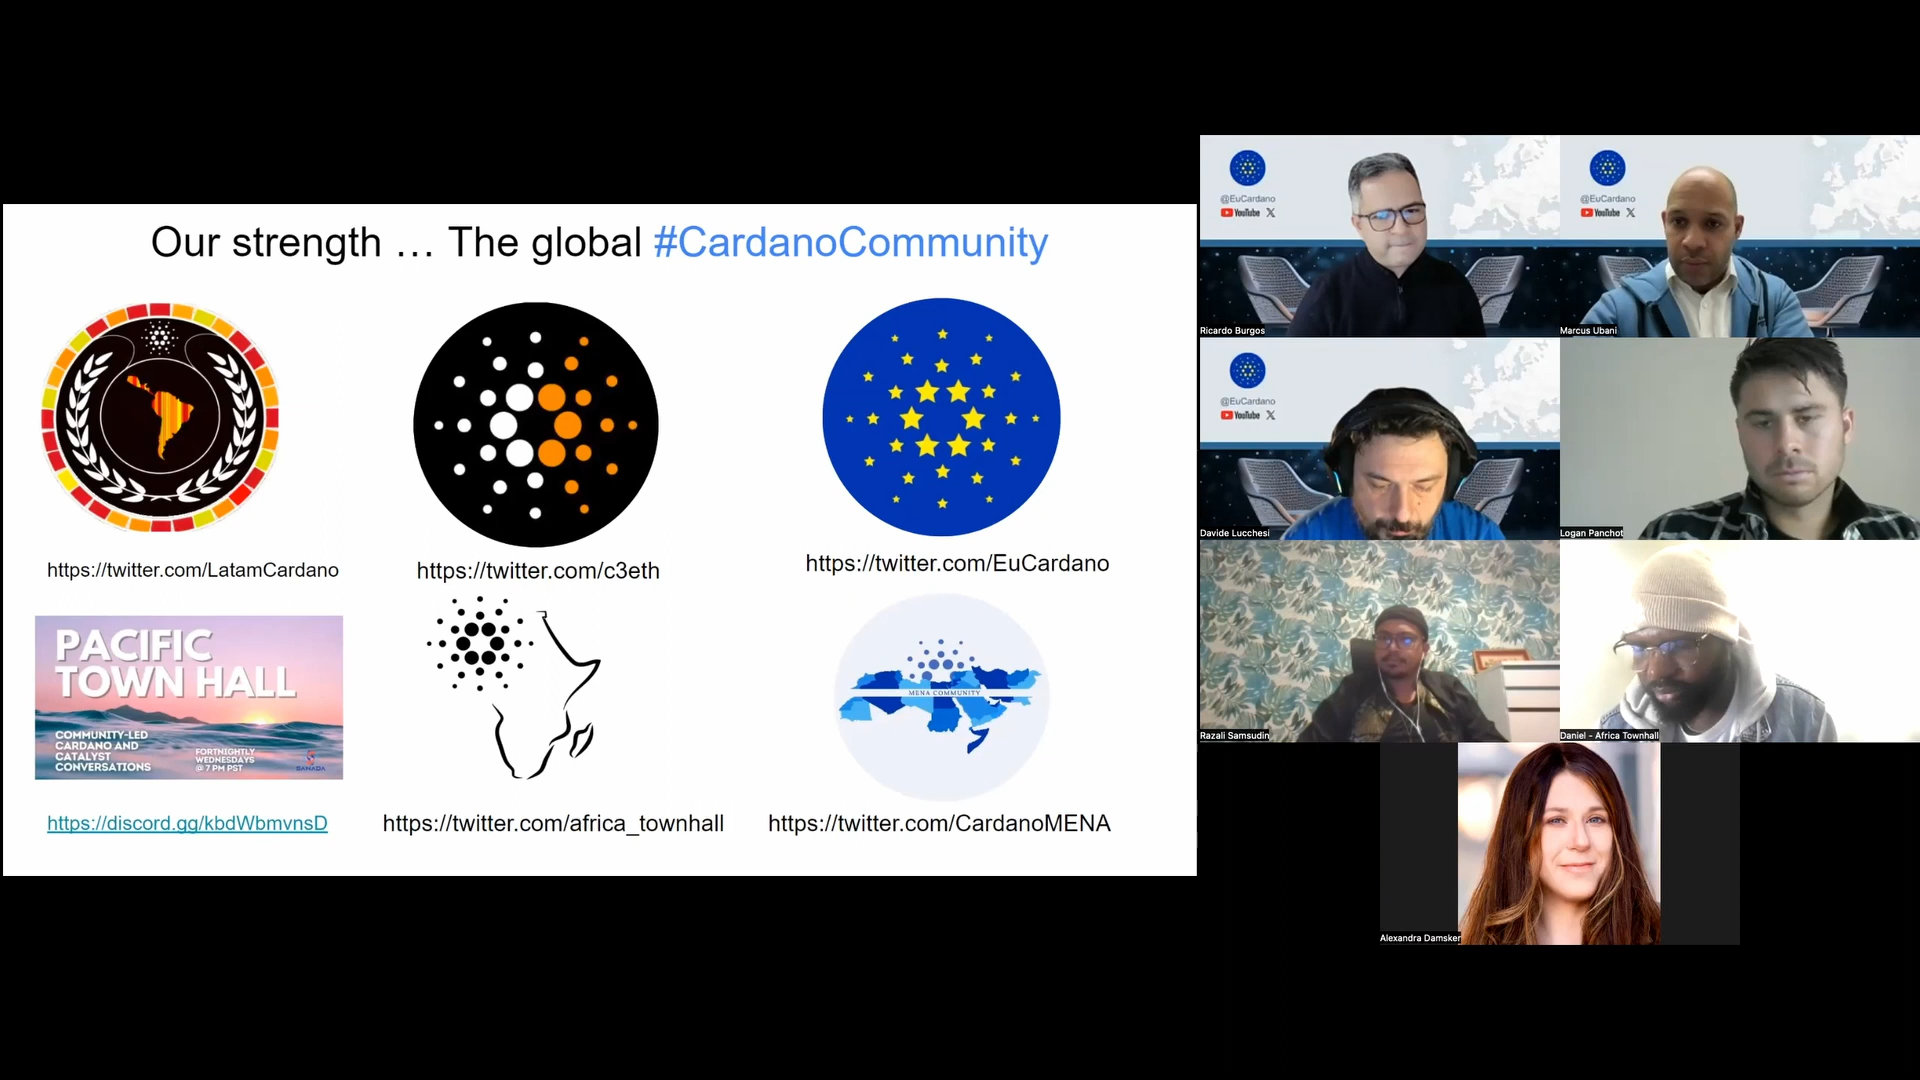 Our strength … The global #CardanoCommunity
https://twitter.com/LatamCardano
https://twitter.com/c3eth
https://twitter.com/EuCardano
PACIFIC
TOWN HALL
COMMUNITY-LED
CARDANO AND
CATALYST
CONVERSATIONS
FORTNIGHTLY
WEDNESDAYS
@ 7 PM PST
DANADA
MENA COMMUNITY
https://discord.gg/kbdWbmvnsD
https://twitter.com/africa_townhall
https://twitter.com/CardanoMENA
@EuCardano
YouTube X
Ricardo Burgos
@EuCardano
YouTube X
Marcus Ubani
@EuCardano
YouTube X
Davide Lucchesi
Logan Panchot
Razali Samsudin
Daniel - Africa Townhall
Alexandra Damsker